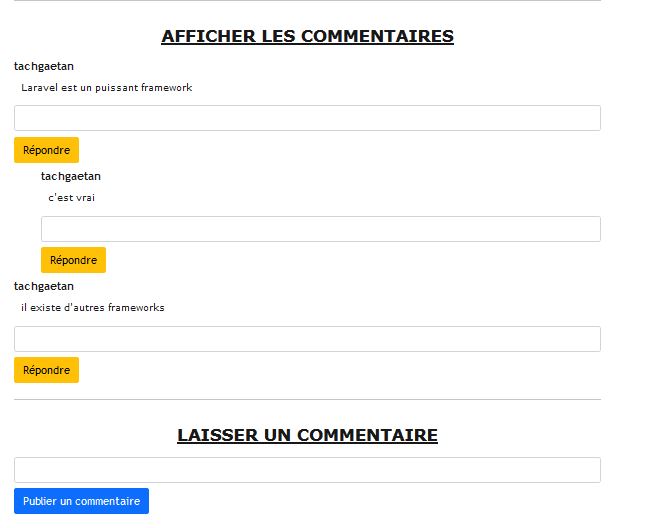 AFFICHER LES COMMENTAIRES
tachgaetan
Laravel est un puissant framework
Répondre
tachgaetan
c'est vrai
Répondre
tachgaetan
il existe d'autres frameworks
Répondre
LAISSER UN COMMENTAIRE
Publier un commentaire